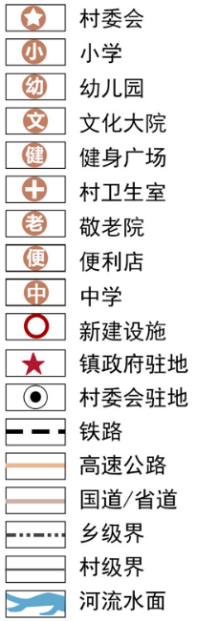 村委会
小 小学
幼 幼儿园
文 文化大院
健 健身广场
村卫生室
老 敬老院
便 便利店
中 中学
新建设施
镇政府驻地
村委会驻地
铁路
高速公路
国道/省道
乡级界
村级界
河流水面